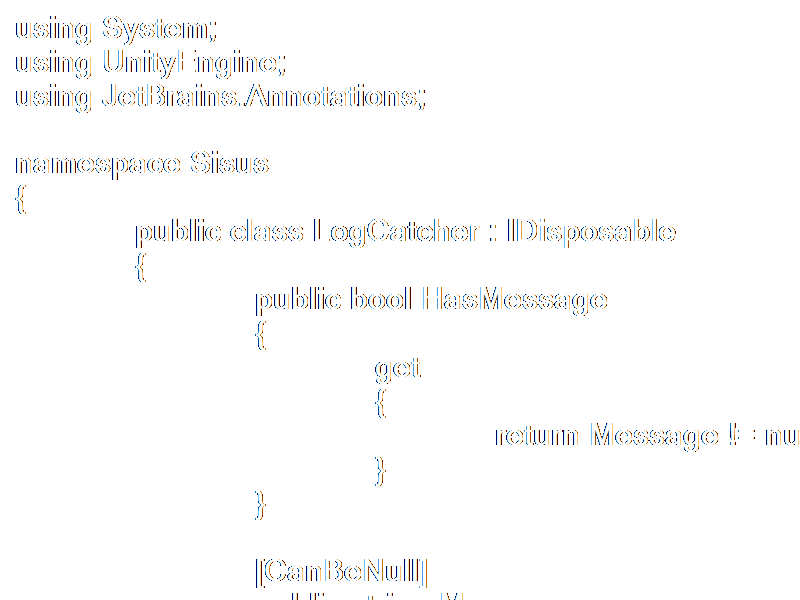 using System;
using UnityEngine;
using JetBrains.Annotations;

namespace Sisus
{
public class LogCatcher : IDisposable
{
public bool HasMessage
{
get
{
return Message != nu
}
}

[CanBeNull]